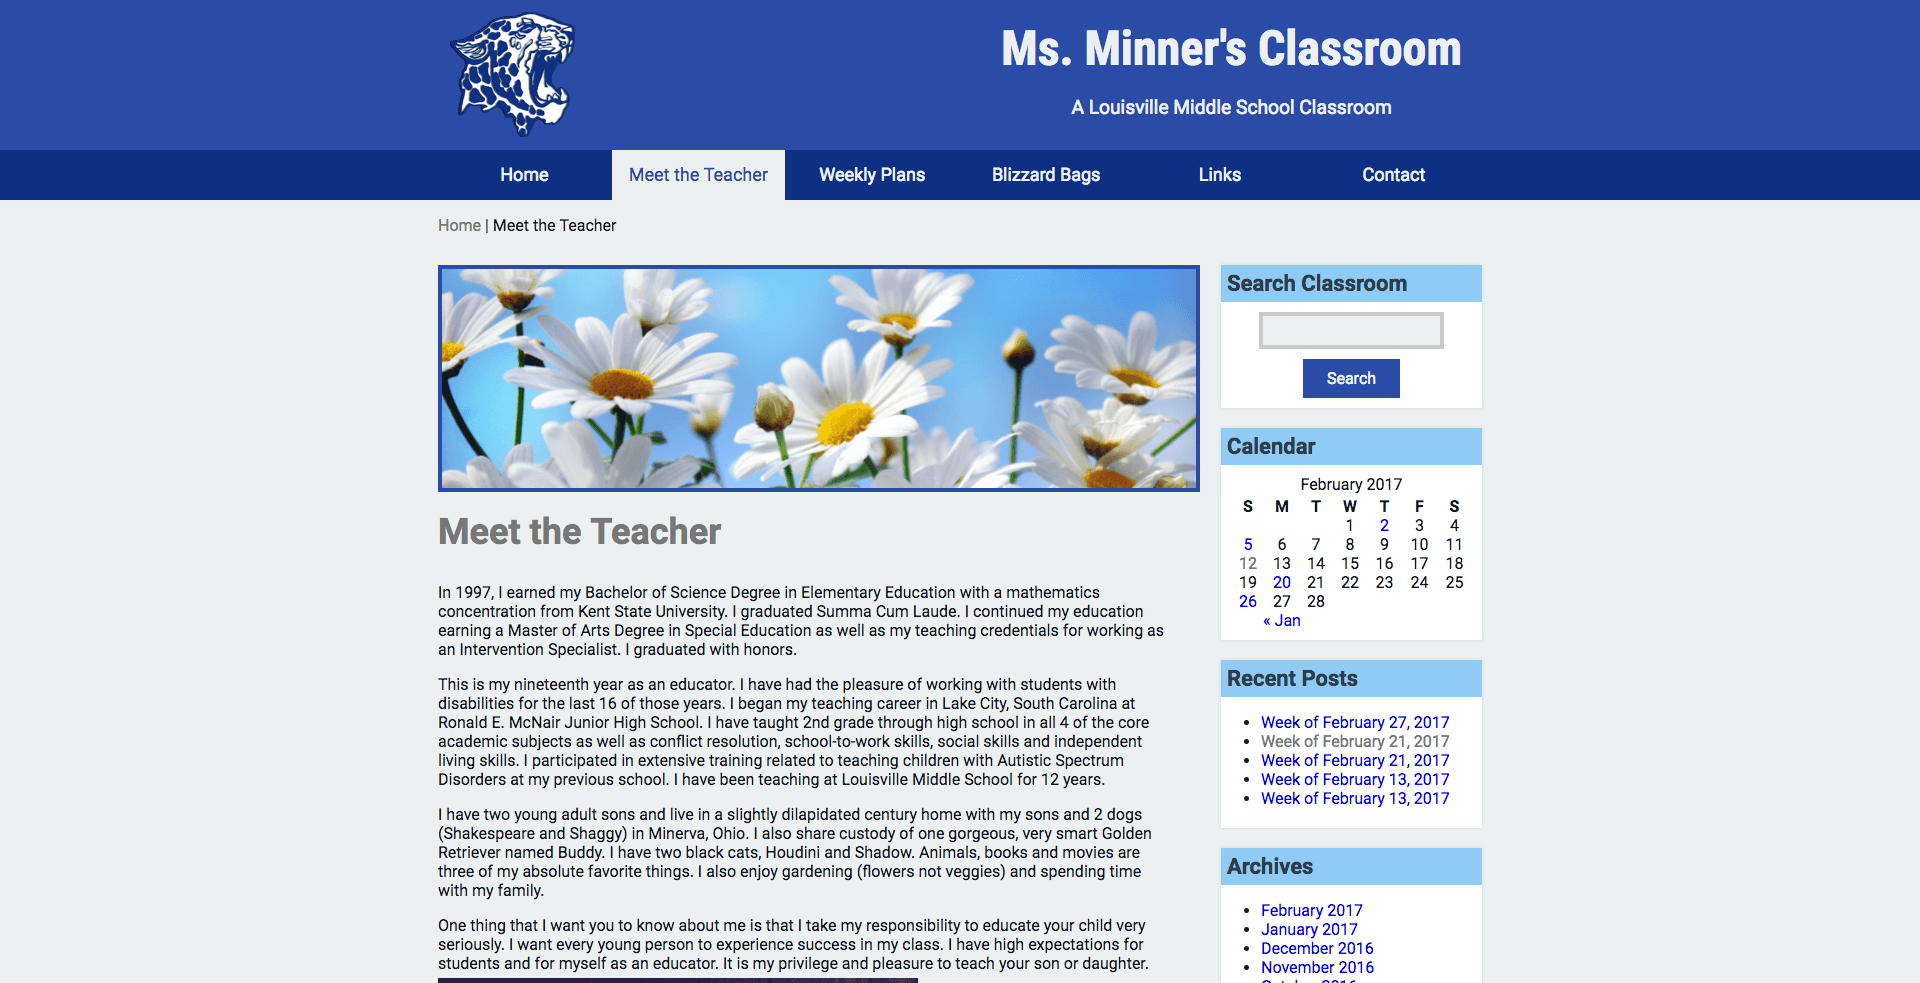 Ms. Minner's Classroom
A Louisville Middle School Classroom
Home
Meet the Teacher
Weekly Plans
Blizzard Bags
Links
Contact
Home | Meet the Teacher
Meet the Teacher
In 1997, I earned my Bachelor of Science Degree in Elementary Education with a mathematics
concentration from Kent State University. I graduated Summa Cum Laude. I continued my education
earning a Master of Arts Degree in Special Education as well as my teaching credentials for working as
an Intervention Specialist. I graduated with honors.
This is my nineteenth year as an educator. I have had the pleasure of working with students with
disabilities for the last 16 of those years. I began my teaching career in Lake City, South Carolina at
Ronald E. McNair Junior High School. I have taught 2nd grade through high school in all 4 of the core
academic subjects as well as conflict resolution, school-to-work skills, social skills and independent
living skills. I participated in extensive training related to teaching children with Autistic Spectrum
Disorders at my previous school. I have been teaching at Louisville Middle School for 12 years.
I have two young adult sons and live in a slightly dilapidated century home with my sons and 2 dogs
(Shakespeare and Shaggy) in Minerva, Ohio. I also share custody of one gorgeous, very smart Golden
Retriever named Buddy. I have two black cats, Houdini and Shadow. Animals, books and movies are
three of my absolute favorite things. I also enjoy gardening (flowers not veggies) and spending time
with my family.
One thing that I want you to know about me is that I take my responsibility to educate your child very
seriously. I want every young person to experience success in my class. I have high expectations for
students and for myself as an educator. It is my privilege and pleasure to teach your son or daughter.
Search Classroom
Search
Calendar
February 2017
S M T W T F S
1 2 3 4
5 6 7 8 9 10 11
12 13 14 15 16 17 18
19 20 21 22 23 24 25
26 27 28
« Jan
Recent Posts
Week of February 27, 2017
Week of February 21, 2017
Week of February 21, 2017
Week of February 13, 2017
Week of February 13, 2017
Archives
February 2017
January 2017
December 2016
November 2016